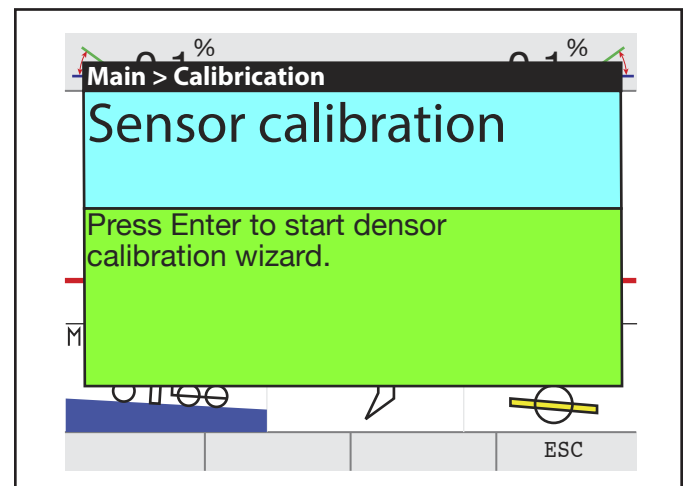 %
%
Main > Calibrication
Sensor calibration
Press Enter to start densor
calibration wizard.
M
ESC